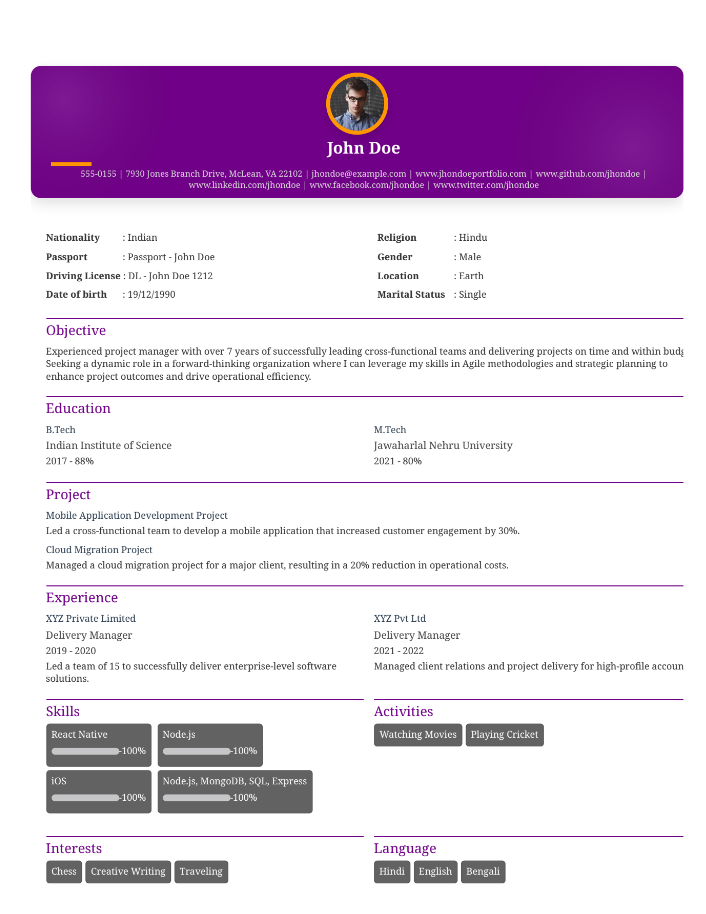 John Doe
555-0155 | 7930 Jones Branch Drive, McLean, VA 22102 | jhondoe@example.com | www.jhondoeportfolio.com | www.github.com/jhondoe |
www.linkedin.com/jhondoe | www.facebook.com/jhondoe | www.twitter.com/jhondoe
Nationality : Indian
Passport : Passport - John Doe
Driving License : DL - John Doe 1212
Date of birth : 19/12/1990
Religion : Hindu
Gender : Male
Location : Earth
Marital Status : Single
Objective
Experienced project manager with over 7 years of successfully leading cross-functional teams and delivering projects on time and within
Seeking a dynamic role in a forward-thinking organization where I can leverage my skills in Agile methodologies and strategic planning to
enhance project outcomes and drive operational efficiency.
Education
B.Tech
Indian Institute of Science
2017 - 88%
M.Tech
Jawaharlal Nehru University
2021 - 80%
Project
Mobile Application Development Project
Led a cross-functional team to develop a mobile application that increased customer engagement by 30%.
Cloud Migration Project
Managed a cloud migration project for a major client, resulting in a 20% reduction in operational costs.
Experience
XYZ Private Limited
Delivery Manager
2019 - 2020
Led a team of 15 to successfully deliver enterprise-level software
solutions.
XYZ Pvt Ltd
Delivery Manager
2021 - 2022
Managed client relations and project delivery for high-profile accoun
Skills
React Native
-100%
Node.js
-100%
iOS
-100%
Node.js, MongoDB, SQL, Express
-100%
Activities
Watching Movies
Playing Cricket
Interests
Chess
Creative Writing
Traveling
Language
Hindi
English
Bengali